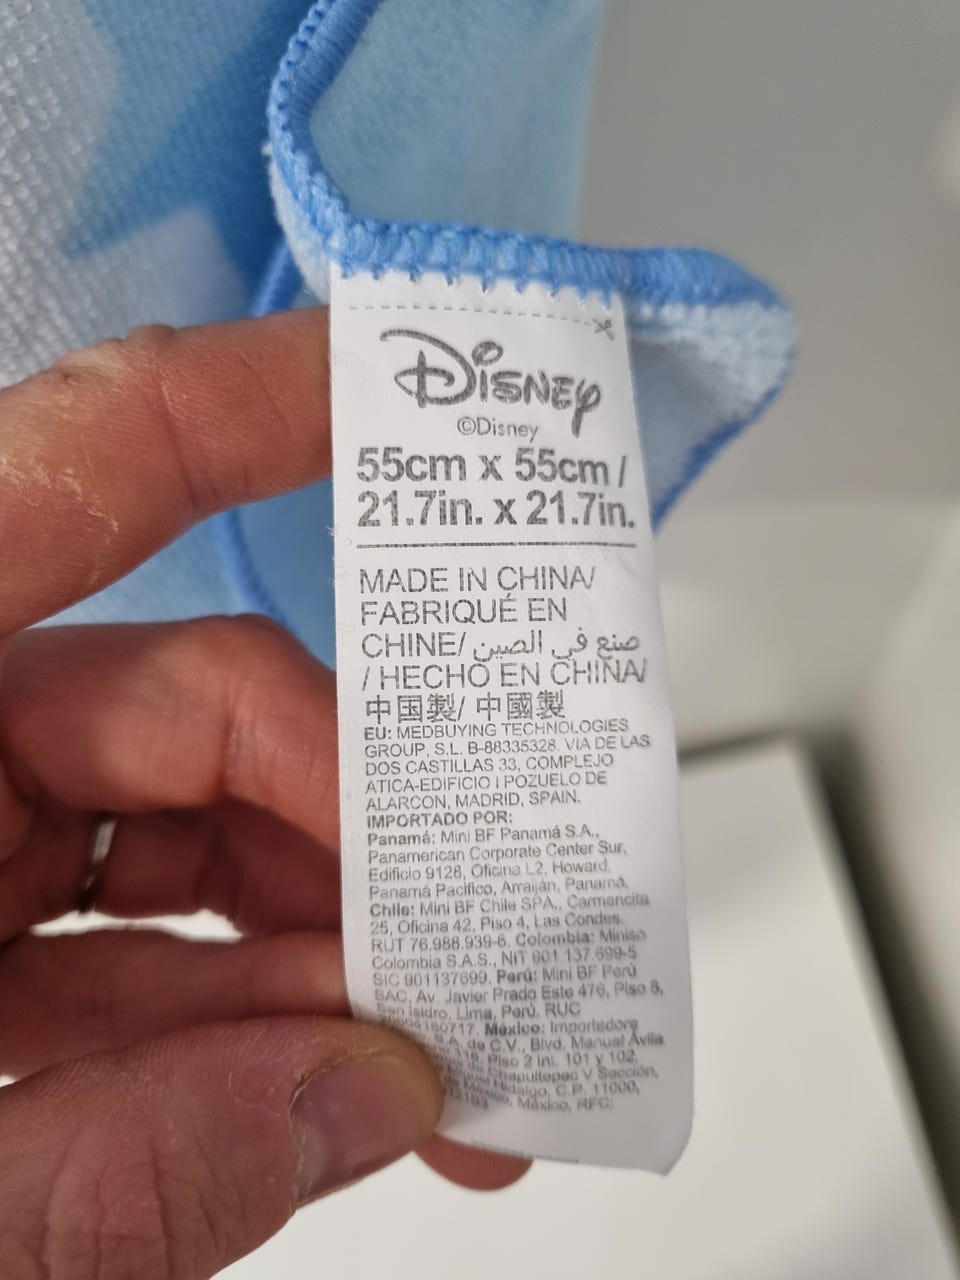 Disney
©Disney
55cm x 55cm /
21.7in. x 21.7in.
MADE IN CHINA/
FABRIQUÉ EN
CHINE/ صنع في الصين
/ HECHO EN CHINA/
中国製/ 中國製
EU: MEDBUYING TECHNOLOGIES
GROUP, S.L. B-88335328. VIA DE LAS
DOS CASTILLAS 33, COMPLEJO
ATICA-EDIFICIO I POZUELO DE
ALARCON, MADRID, SPAIN.
IMPORTADO POR:
Panamá: Mini BF Panamá S.A.,
Panamerican Corporate Center Sur,
Edificio 9128, Oficina L2, Howard,
Panamá Pacífico, Arraiján, Panamá.
Chile: Mini BF Chile SPA., Carmencita
25, Oficina 42, Piso 4, Las Condes.
RUT 76.988.939-6. Colombia: Miniso
Colombia S.A.S., NIT 901.137.699-5
SIC 901137699. Perú: Mini BF Perú
SAC, Av. Javier Prado Este 476, Piso 8,
San Isidro, Lima, Perú. RUC
Mexico: Importadora
S.A. de C.V., Blvd. Manuel Ávila
118, Piso 2 int. 101 y 102,
de Chapultepec V Sección,
Hidalgo, C.P. 11000,
México, RFC: